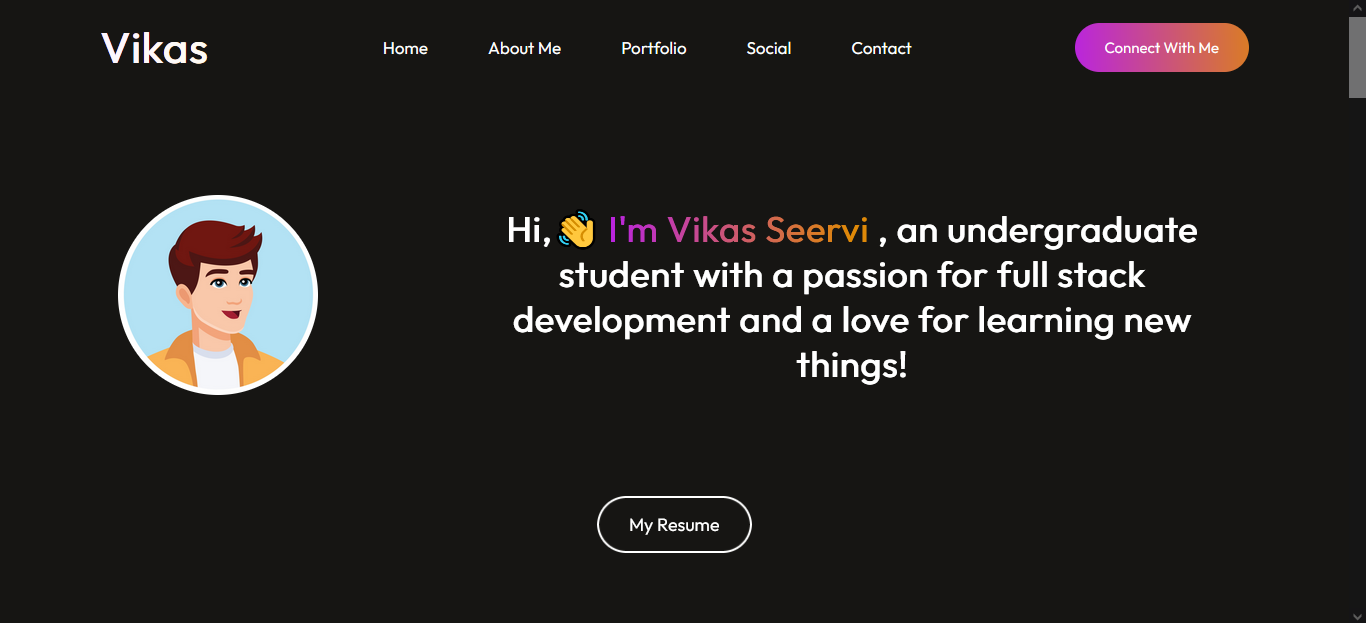 Vikas
Home
About Me
Portfolio
Social
Contact
Connect With Me
Hi, 👋 I'm Vikas Seervi , an undergraduate
student with a passion for full stack
development and a love for learning new
things!
My Resume